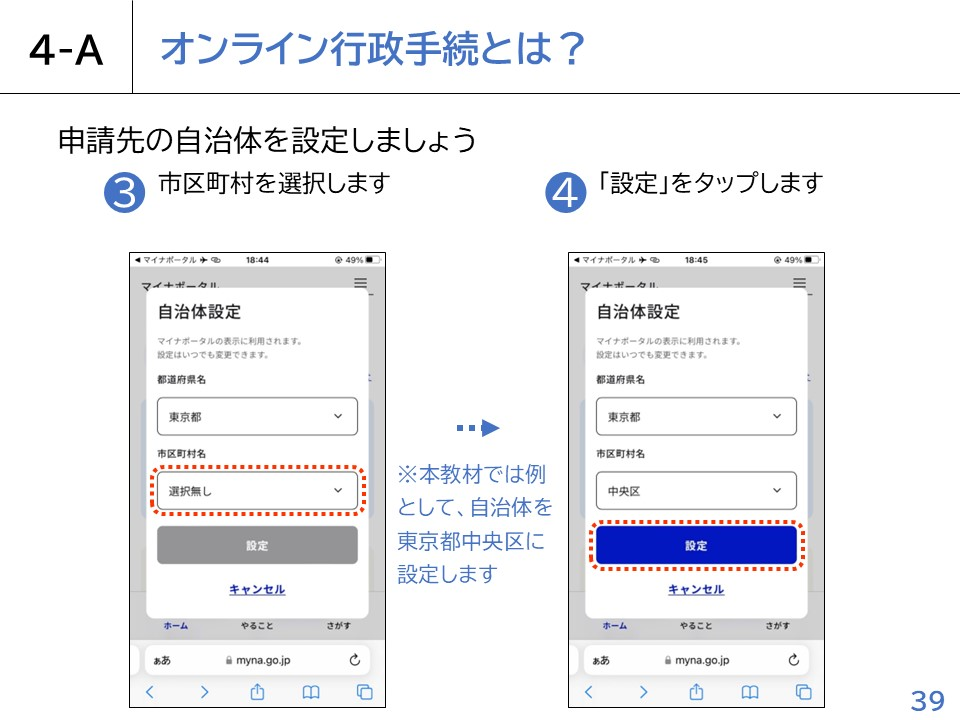 4-A
オンライン行政手続とは？
申請先の自治体を設定しましょう
3 市区町村を選択します
4 「設定」をタップします
マイナポータル 18:44 49%
マイナポータル
自治体設定
マイナポータルの表示に利用されます。
設定はいつでも変更できます。
都道府県名
東京都
市区町村名
選択無し
設定
キャンセル
ホーム やること さがす
ぁあ myna.go.jp
※本教材では例
として、自治体を
東京都中央区に
設定します
マイナポータル 18:45 49%
マイナポータル
自治体設定
マイナポータルの表示に利用されます。
設定はいつでも変更できます。
都道府県名
東京都
市区町村名
中央区
設定
キャンセル
ホーム やること さがす
ぁあ myna.go.jp
39